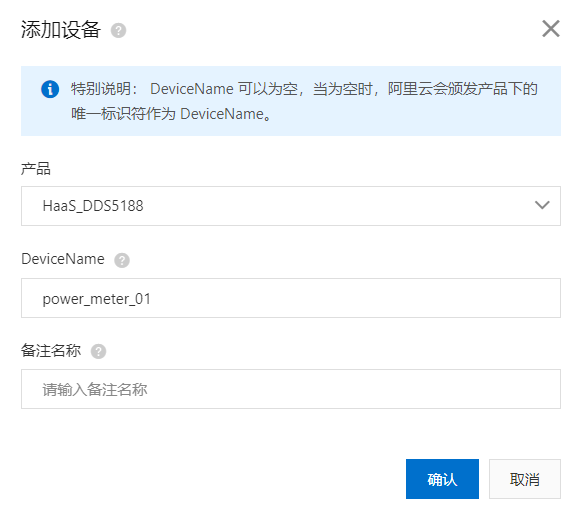 添加设备
特别说明： DeviceName 可以为空，当为空时，阿里云会颁发产品下的
唯一标识符作为 DeviceName。
产品
HaaS_DDS5188
DeviceName
power_meter_01
备注名称
请输入备注名称
确认 取消